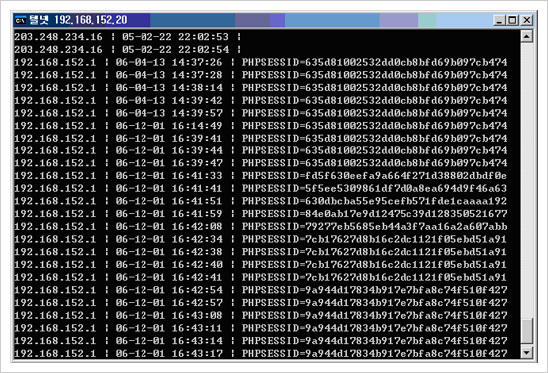 텔넷 192.168.152.20
203.248.234.16 | 05-02-22 22:02:53 |
203.248.234.16 | 05-02-22 22:02:54 |
192.168.152.1 | 06-04-13 14:37:26 | PHPSESSID=635d81002532dd0cb8bfd69b097cb474
192.168.152.1 | 06-04-13 14:37:28 | PHPSESSID=635d81002532dd0cb8bfd69b097cb474
192.168.152.1 | 06-04-13 14:38:14 | PHPSESSID=635d81002532dd0cb8bfd69b097cb474
192.168.152.1 | 06-04-13 14:39:42 | PHPSESSID=635d81002532dd0cb8bfd69b097cb474
192.168.152.1 | 06-04-13 14:39:57 | PHPSESSID=635d81002532dd0cb8bfd69b097cb474
192.168.152.1 | 06-12-01 16:14:49 | PHPSESSID=635d81002532dd0cb8bfd69b097cb474
192.168.152.1 | 06-12-01 16:39:41 | PHPSESSID=635d81002532dd0cb8bfd69b097cb474
192.168.152.1 | 06-12-01 16:39:44 | PHPSESSID=635d81002532dd0cb8bfd69b097cb474
192.168.152.1 | 06-12-01 16:39:47 | PHPSESSID=635d81002532dd0cb8bfd69b097cb474
192.168.152.1 | 06-12-01 16:41:33 | PHPSESSID=fd5f630eefa9a664f271d38802dbdf0e
192.168.152.1 | 06-12-01 16:41:41 | PHPSESSID=5f5ee5309861df7d0a8ea694d9f46a63
192.168.152.1 | 06-12-01 16:41:51 | PHPSESSID=630dbcba55e95cefb571fde1caaaa192
192.168.152.1 | 06-12-01 16:41:59 | PHPSESSID=84e0ab17e9d12475c39d128350521677
192.168.152.1 | 06-12-01 16:42:08 | PHPSESSID=79277eb5685eb44a3f7aa16a2a607abb
192.168.152.1 | 06-12-01 16:42:34 | PHPSESSID=7cb17627d8b16c2dc1121f05ebd51a91
192.168.152.1 | 06-12-01 16:42:38 | PHPSESSID=7cb17627d8b16c2dc1121f05ebd51a91
192.168.152.1 | 06-12-01 16:42:40 | PHPSESSID=7cb17627d8b16c2dc1121f05ebd51a91
192.168.152.1 | 06-12-01 16:42:41 | PHPSESSID=7cb17627d8b16c2dc1121f05ebd51a91
192.168.152.1 | 06-12-01 16:42:54 | PHPSESSID=9a944d17834b917e7bfa8c74f510f427
192.168.152.1 | 06-12-01 16:42:57 | PHPSESSID=9a944d17834b917e7bfa8c74f510f427
192.168.152.1 | 06-12-01 16:43:08 | PHPSESSID=9a944d17834b917e7bfa8c74f510f427
192.168.152.1 | 06-12-01 16:43:11 | PHPSESSID=9a944d17834b917e7bfa8c74f510f427
192.168.152.1 | 06-12-01 16:43:14 | PHPSESSID=9a944d17834b917e7bfa8c74f510f427
192.168.152.1 | 06-12-01 16:43:17 | PHPSESSID=9a944d17834b917e7bfa8c74f510f427